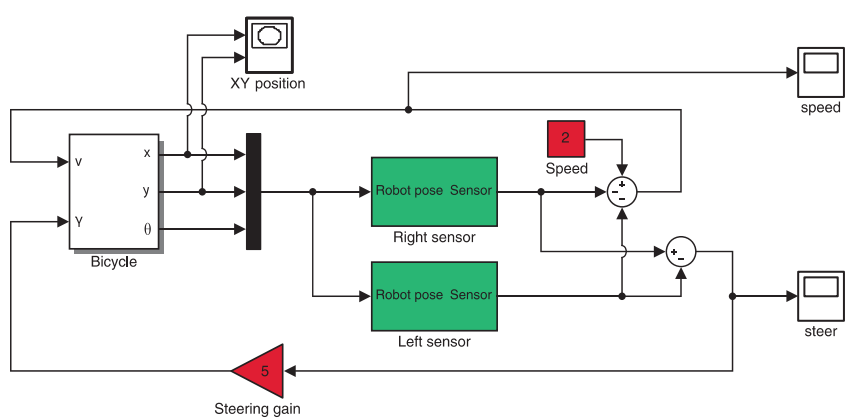 XY position
speed
2
Speed
v
x
y
γ
θ
Bicycle
Robot pose Sensor
Right sensor
Robot pose Sensor
Left sensor
+
−
−
+
−
steer
5
Steering gain